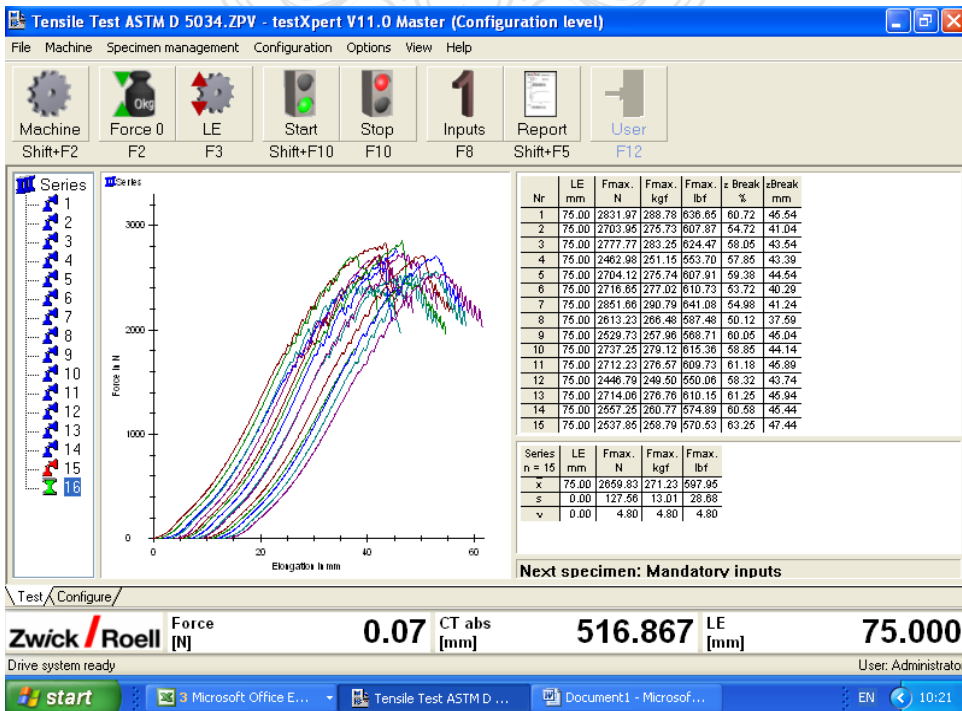 Tensile Test ASTM D 5034.ZPV - testXpert V11.0 Master (Configuration level)
File Machine Specimen management Configuration Options View Help
0kg
Machine Force 0 LE Start Stop Inputs Report User
Shift+F2 F2 F3 Shift+F10 F10 F8 Shift+F5 F12
Series
1
2
3
4
5
6
7
8
9
10
11
12
13
14
15
16
Series
Force in N
3000
2000
1000
0
0 20 40 60
Elongation in mm
LE Fmax. Fmax. Fmax. z Break zBreak
Nr mm N kgf lbf % mm
1 75.00 2831.97 288.78 636.65 60.72 45.54
2 75.00 2703.95 275.73 607.87 54.72 41.04
3 75.00 2777.77 283.25 624.47 58.05 43.54
4 75.00 2462.98 251.15 553.70 57.85 43.39
5 75.00 2704.12 275.74 607.91 59.38 44.54
6 75.00 2716.65 277.02 610.73 53.72 40.29
7 75.00 2851.66 290.79 641.08 54.98 41.24
8 75.00 2613.23 266.48 587.48 50.12 37.59
9 75.00 2529.73 257.96 568.71 60.05 45.04
10 75.00 2737.25 279.12 615.36 58.85 44.14
11 75.00 2712.23 276.57 609.73 61.18 45.89
12 75.00 2446.79 249.50 550.06 58.32 43.74
13 75.00 2714.06 276.76 610.15 61.25 45.94
14 75.00 2557.25 260.77 574.89 60.58 45.44
15 75.00 2537.85 258.79 570.53 63.25 47.44
Series LE Fmax. Fmax. Fmax.
n = 15 mm N kgf lbf
x̄ 75.00 2659.83 271.23 597.95
s 0.00 127.56 13.01 28.68
v 0.00 4.80 4.80 4.80
Next specimen: Mandatory inputs
Test Configure
Zwick / Roell Force [N] 0.07 CT abs [mm] 516.867 LE [mm] 75.000
Drive system ready User: Administrato
start 3 Microsoft Office E... Tensile Test ASTM D ... Document1 - Microsof... EN 10:21